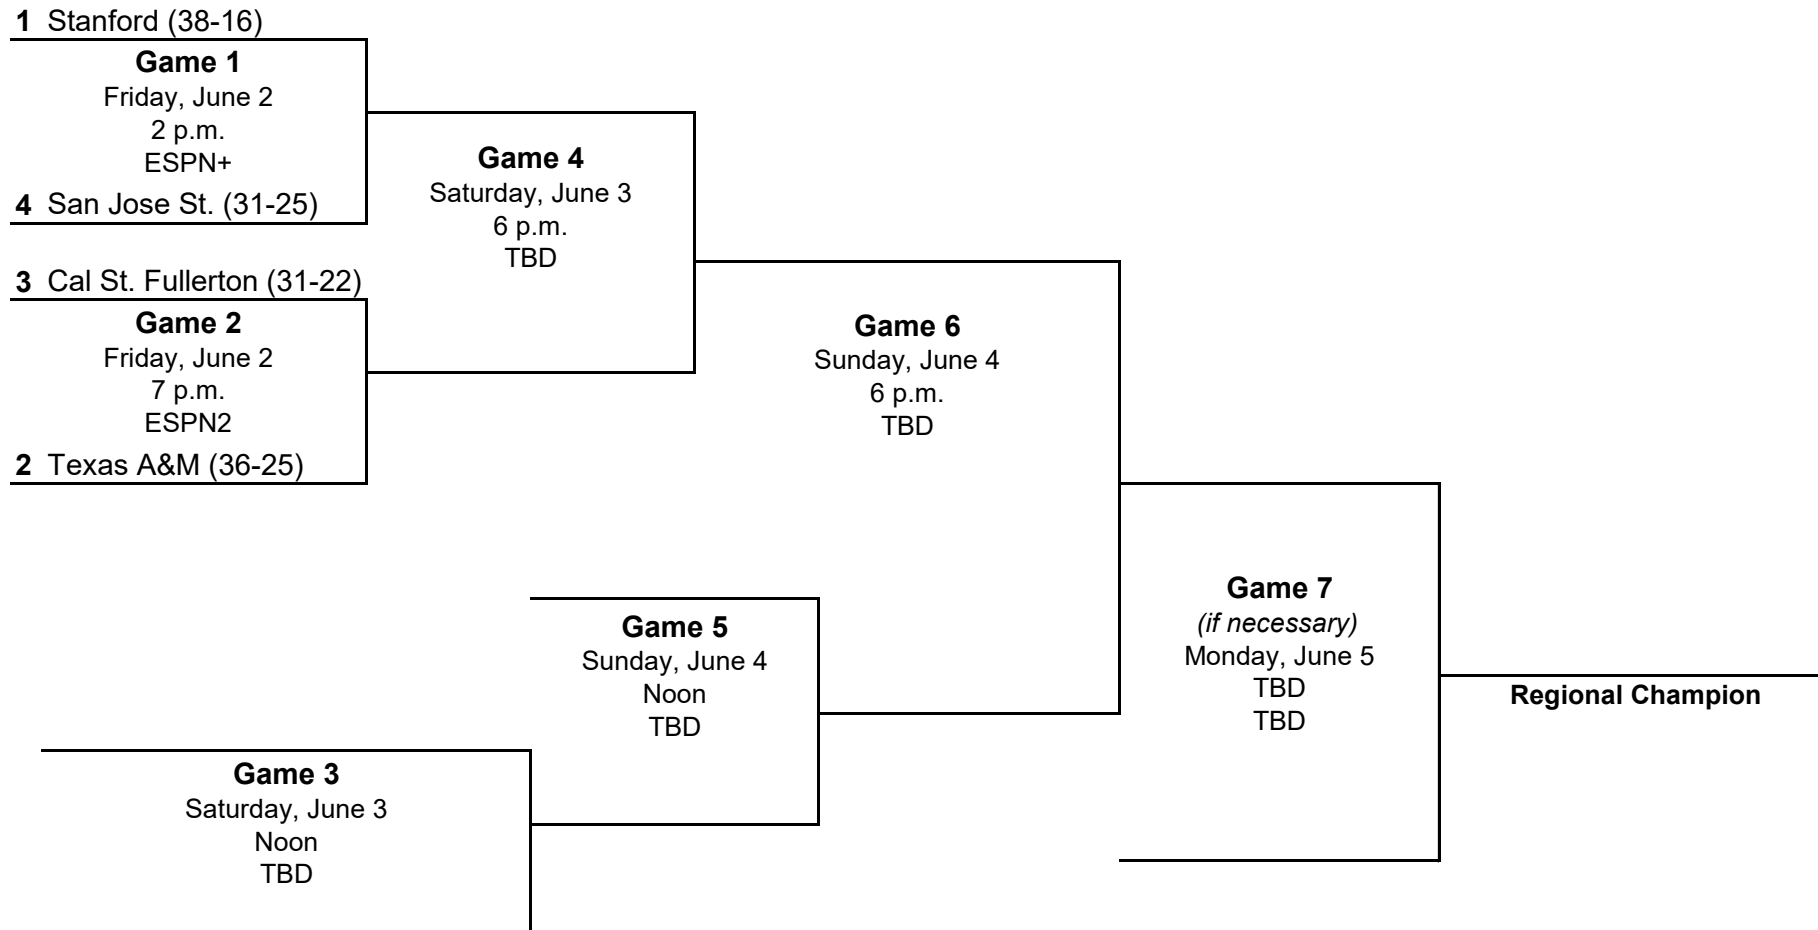 1 Stanford (38-16)
Game 1
Friday, June 2
2 p.m.
ESPN+
4 San Jose St. (31-25)
3 Cal St. Fullerton (31-22)
Game 2
Friday, June 2
7 p.m.
ESPN2
2 Texas A&M (36-25)
Game 4
Saturday, June 3
6 p.m.
TBD
Game 6
Sunday, June 4
6 p.m.
TBD
Game 5
Sunday, June 4
Noon
TBD
Game 3
Saturday, June 3
Noon
TBD
Game 7
(if necessary)
Monday, June 5
TBD
TBD
Regional Champion